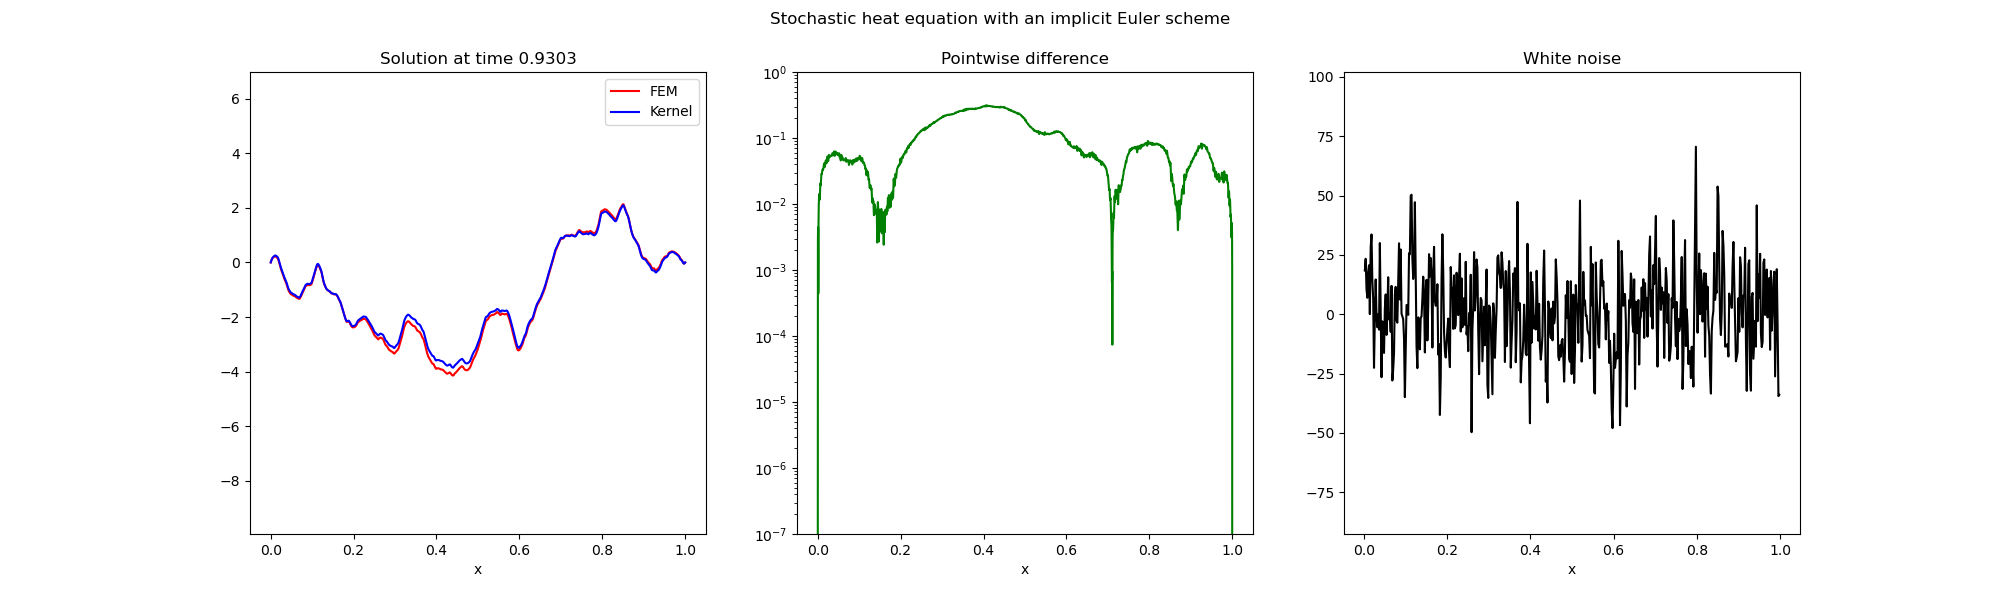 Stochastic heat equation with an implicit Euler scheme
Solution at time 0.9303
6
4
2
0
−2
−4
−6
−8
0.0 0.2 0.4 0.6 0.8 1.0
x
FEM
Kernel
Pointwise difference
10⁰
10⁻¹
10⁻²
10⁻³
10⁻⁴
10⁻⁵
10⁻⁶
10⁻⁷
0.0 0.2 0.4 0.6 0.8 1.0
x
White noise
100
75
50
25
0
−25
−50
−75
0.0 0.2 0.4 0.6 0.8 1.0
x